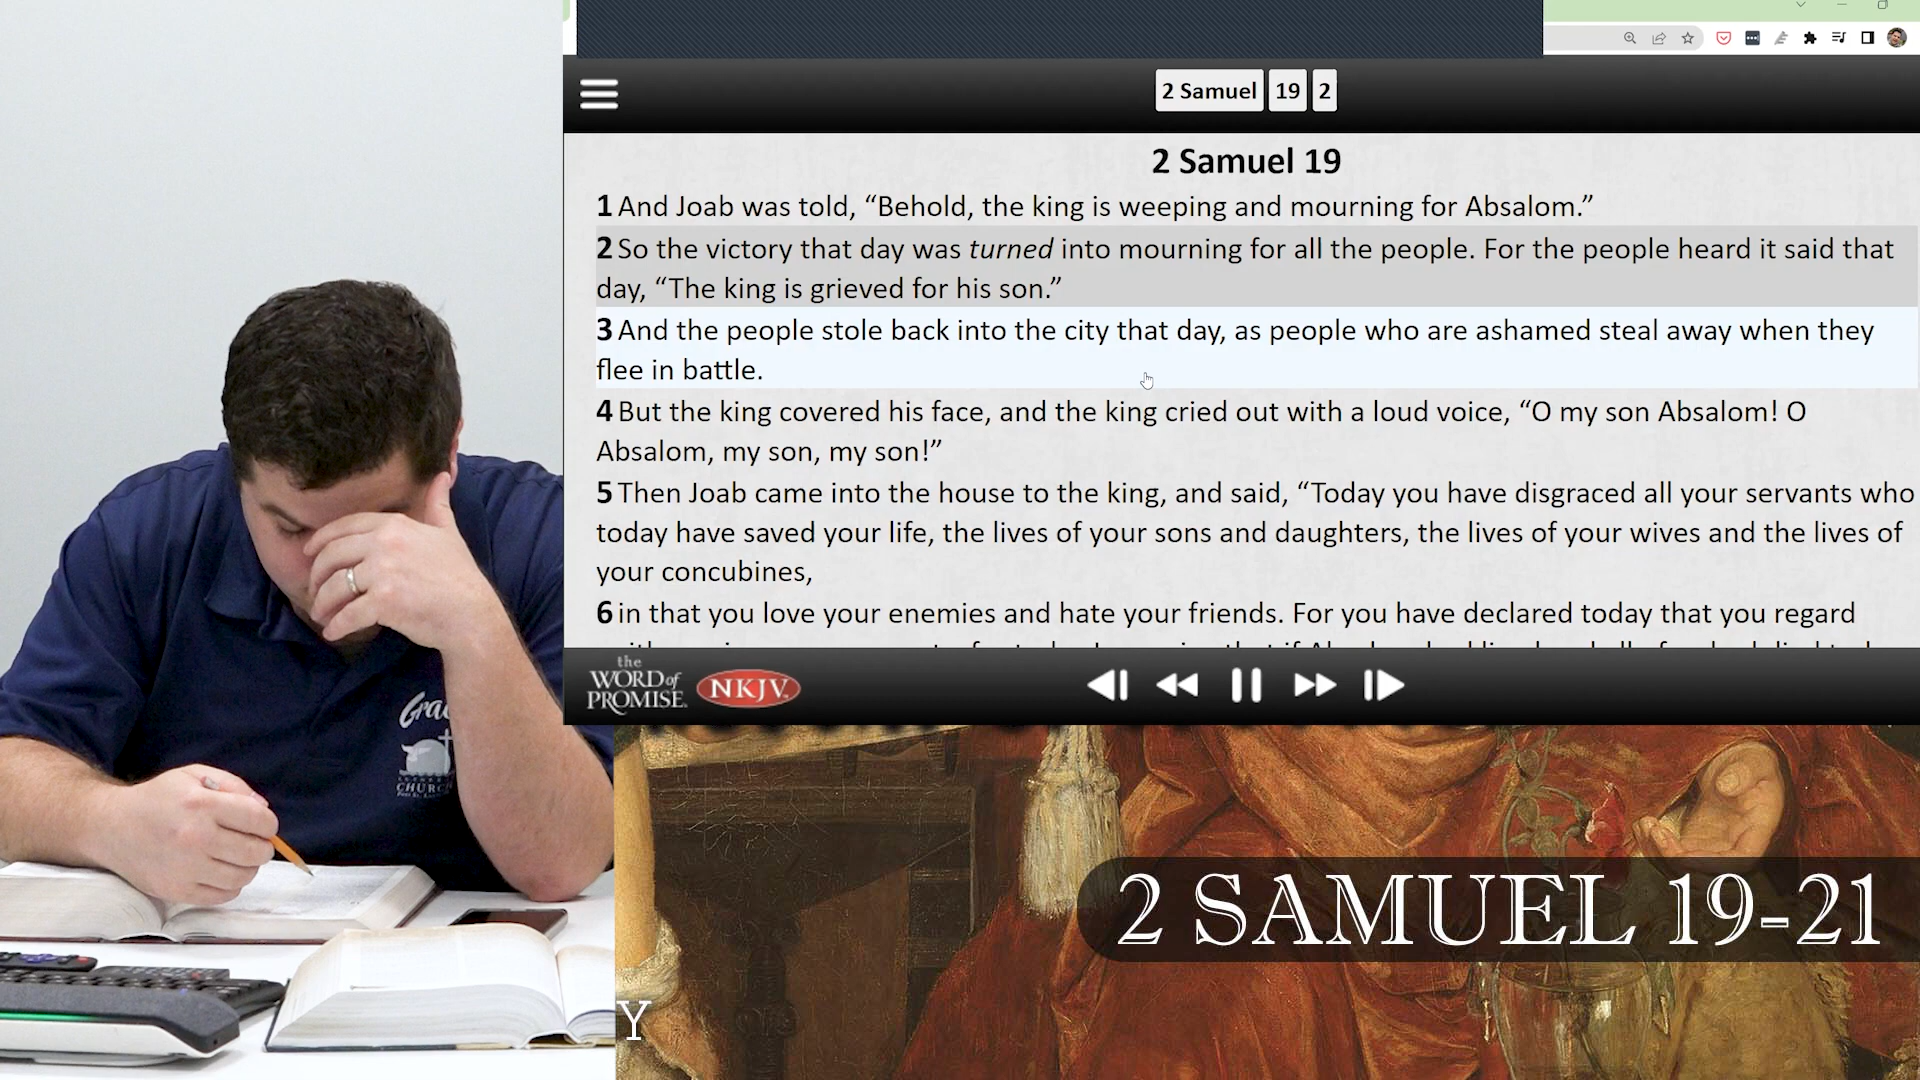 2 Samuel 19 2
2 Samuel 19
1 And Joab was told, “Behold, the king is weeping and mourning for Absalom.”
2 So the victory that day was turned into mourning for all the people. For the people heard it said that
day, “The king is grieved for his son.”
3 And the people stole back into the city that day, as people who are ashamed steal away when they
flee in battle.
4 But the king covered his face, and the king cried out with a loud voice, “O my son Absalom! O
Absalom, my son, my son!”
5 Then Joab came into the house to the king, and said, “Today you have disgraced all your servants who
today have saved your life, the lives of your sons and daughters, the lives of your wives and the lives of
your concubines,
6 in that you love your enemies and hate your friends. For you have declared today that you regard
the
WORD of
PROMISE
NKJV
CHURCH
2 SAMUEL 19-21
Y